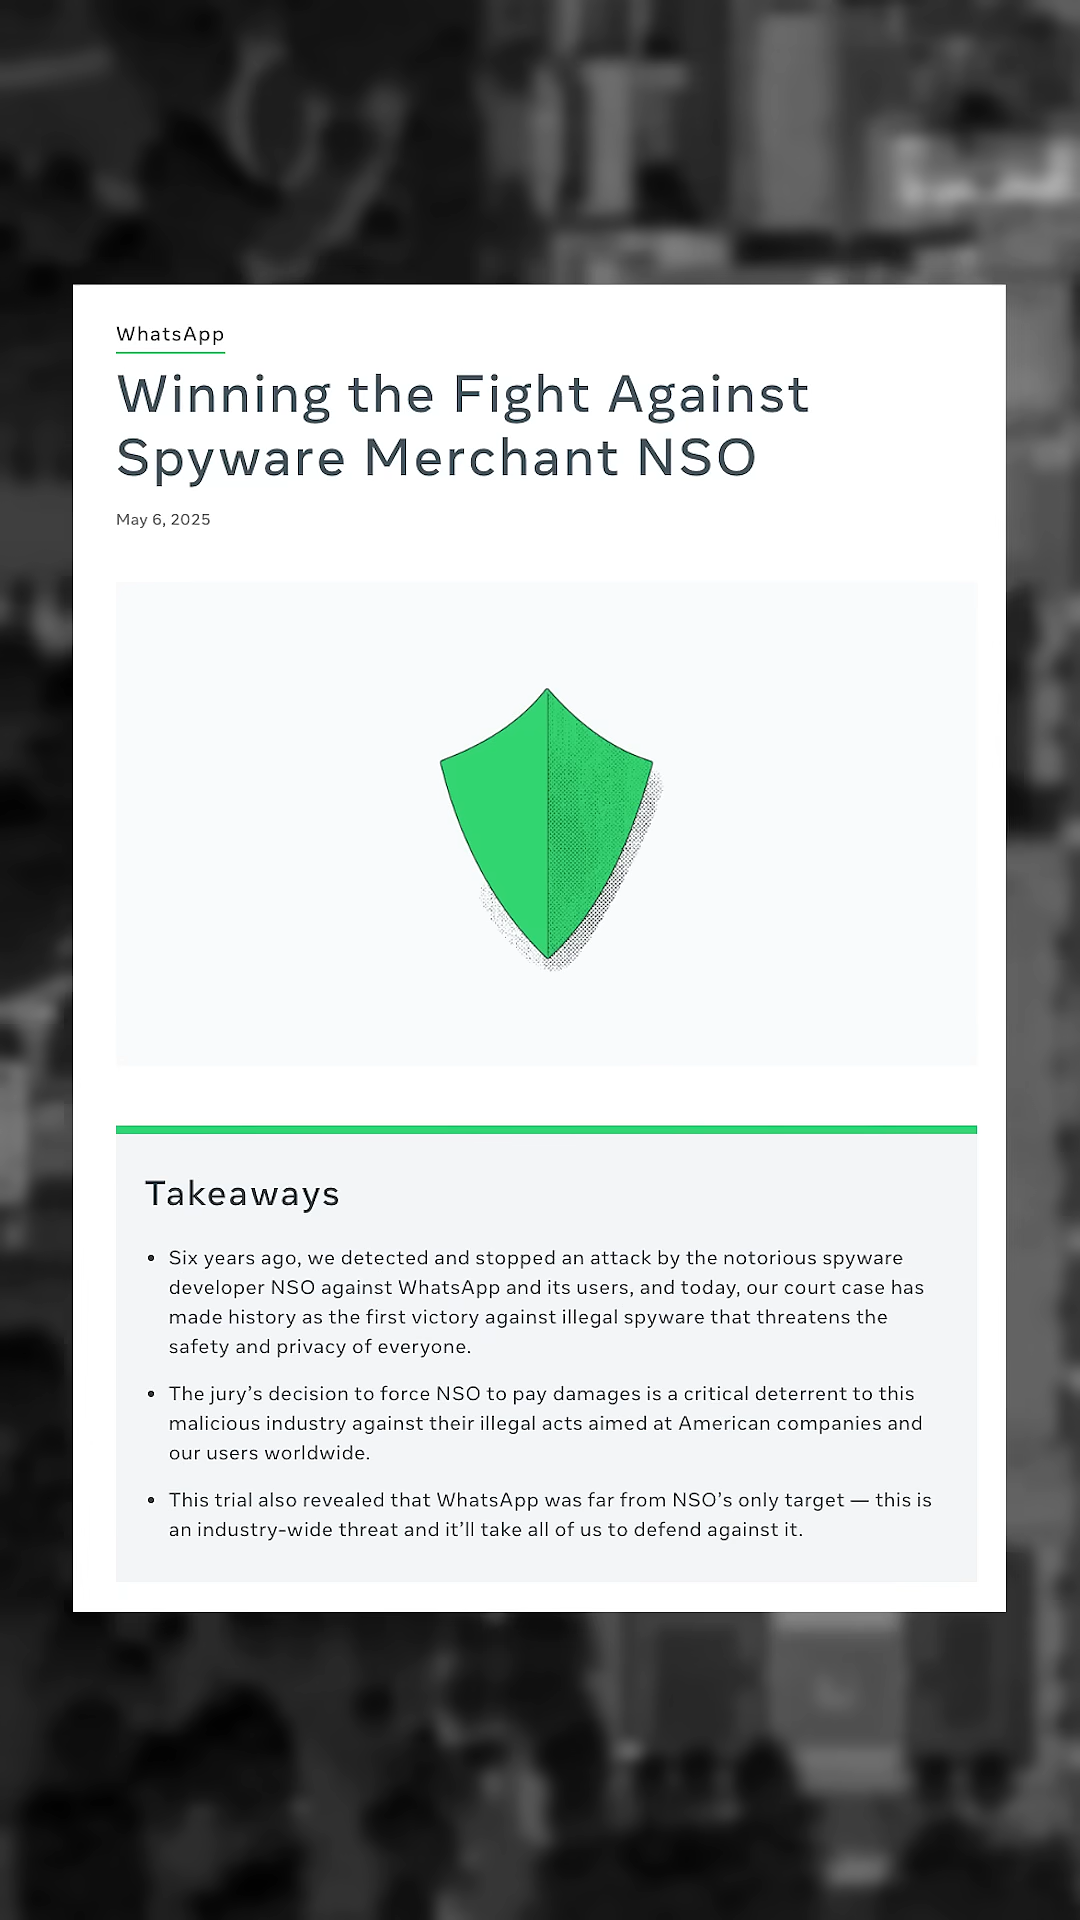 WhatsApp
Winning the Fight Against
Spyware Merchant NSO
May 6, 2025
Takeaways
• Six years ago, we detected and stopped an attack by the notorious spyware
developer NSO against WhatsApp and its users, and today, our court case has
made history as the first victory against illegal spyware that threatens the
safety and privacy of everyone.
• The jury’s decision to force NSO to pay damages is a critical deterrent to this
malicious industry against their illegal acts aimed at American companies and
our users worldwide.
• This trial also revealed that WhatsApp was far from NSO’s only target — this is
an industry-wide threat and it’ll take all of us to defend against it.